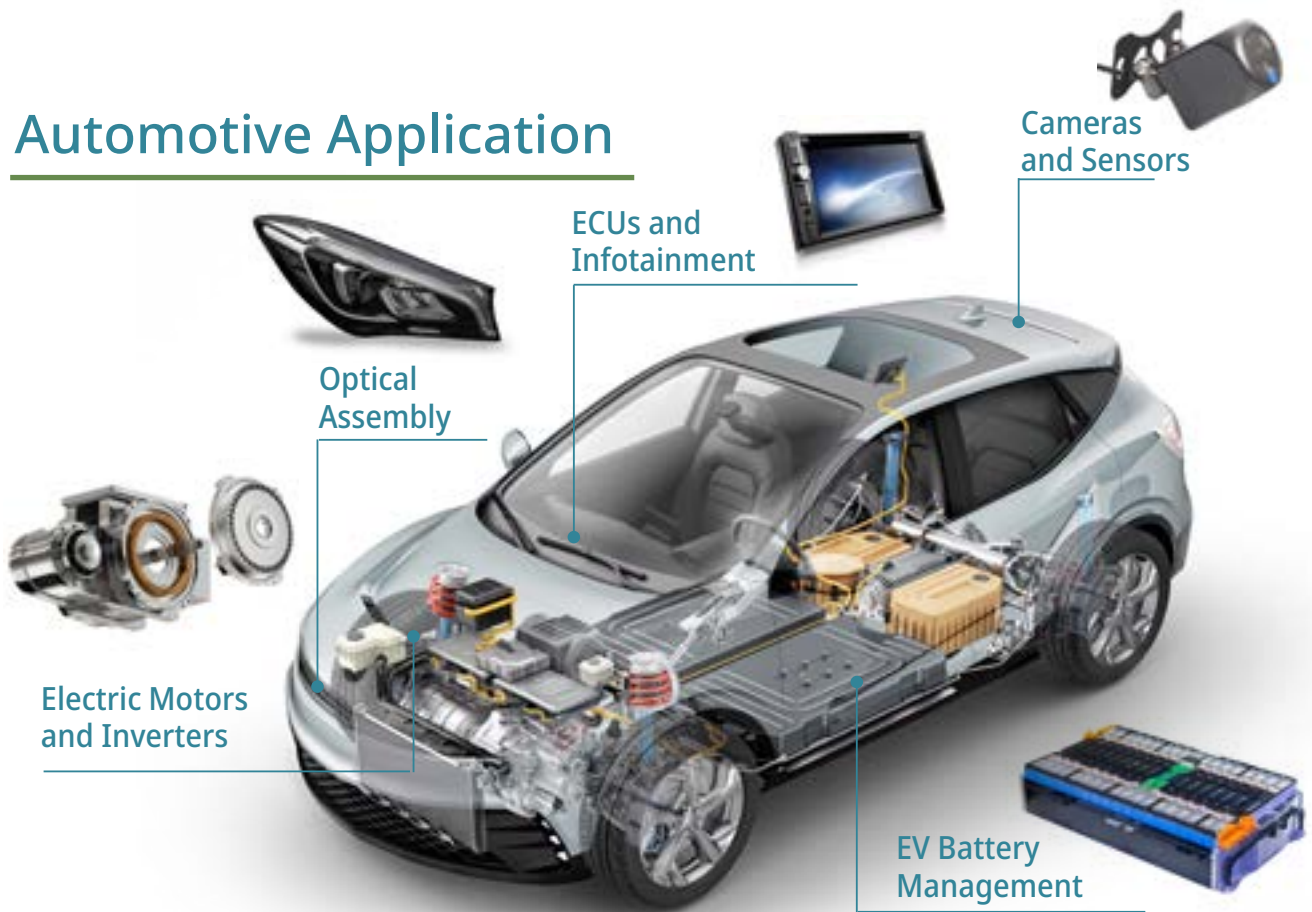 Automotive Application
Cameras
and Sensors
ECUs and
Infotainment
Optical
Assembly
Electric Motors
and Inverters
EV Battery
Management